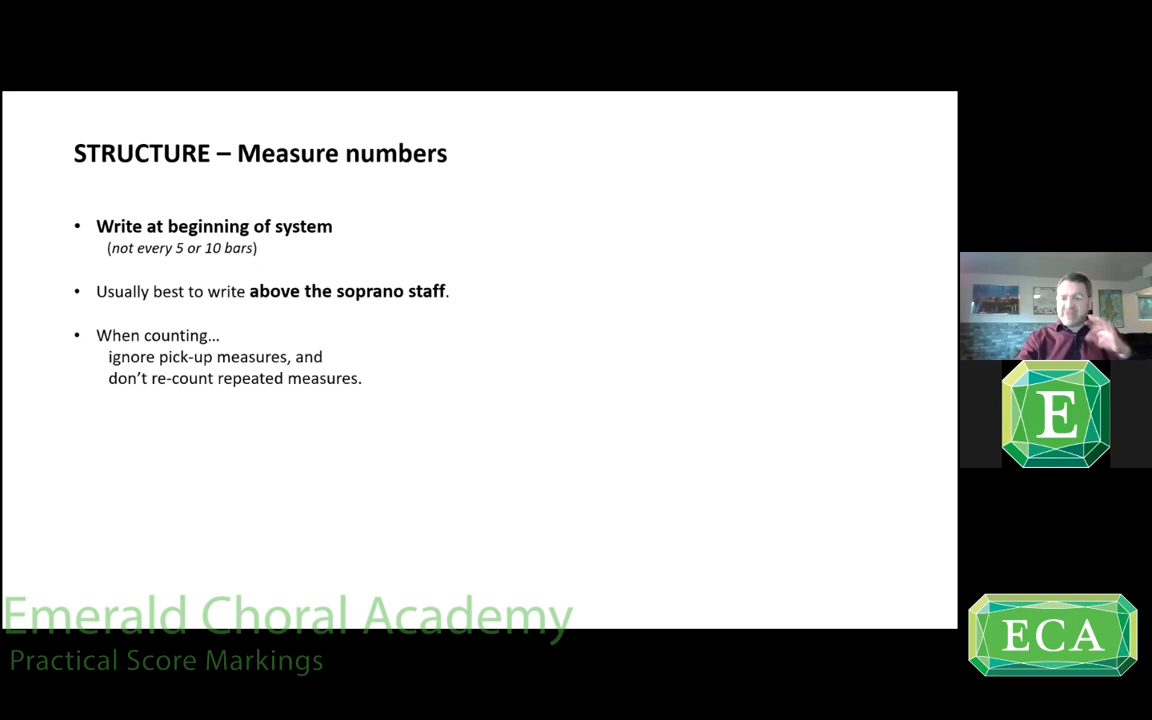 STRUCTURE – Measure numbers
• Write at beginning of system
(not every 5 or 10 bars)
• Usually best to write above the soprano staff.
• When counting...
ignore pick-up measures, and
don't re-count repeated measures.
E
Emerald Choral Academy
Practical Score Markings
ECA